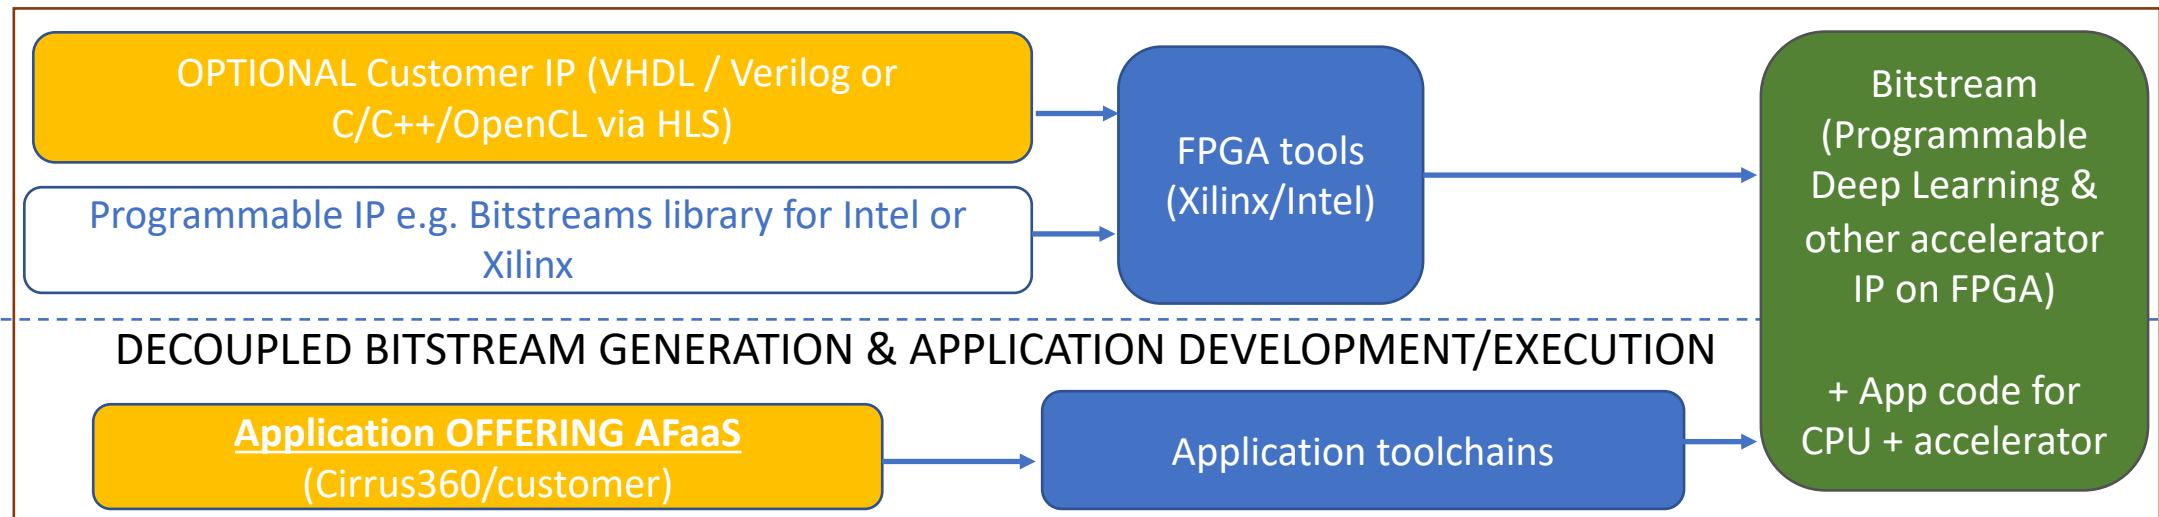 OPTIONAL Customer IP (VHDL / Verilog or
C/C++/OpenCL via HLS)
Programmable IP e.g. Bitstreams library for Intel or
Xilinx
FPGA tools
(Xilinx/Intel)
Bitstream
(Programmable
Deep Learning &
other accelerator
IP on FPGA)
+ App code for
CPU + accelerator
DECOUPLED BITSTREAM GENERATION & APPLICATION DEVELOPMENT/EXECUTION
Application OFFERING AFaaS
(Cirrus360/customer)
Application toolchains